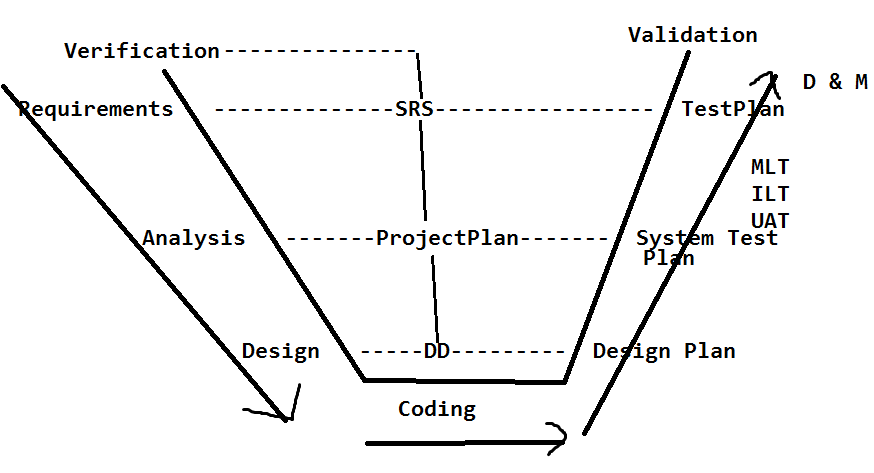 Verification---------------
Validation
D & M
Requirements --------------SRS----------------- TestPlan
MLT
ILT
UAT
Analysis -------ProjectPlan------- System Test
Plan
Design -----DD--------- Design Plan
Coding